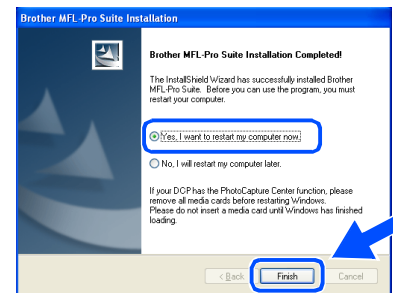 Brother MFL-Pro Suite Installation
Brother MFL-Pro Suite Installation Completed!
The InstallShield Wizard has successfully installed Brother
MFL-Pro Suite. Before you can use the program, you must
restart your computer.
Yes, I want to restart my computer now.
No, I will restart my computer later.
If your DCP has the PhotoCapture Center function, please
remove all media cards before restarting Windows.
Please do not insert a media card until Windows has finished
loading.
< Back Finish Cancel